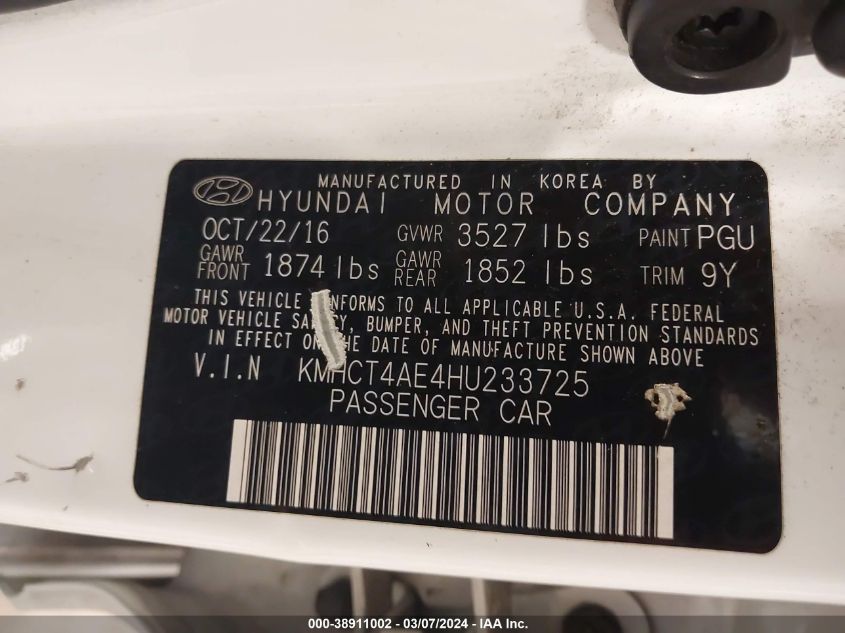 MANUFACTURED IN KOREA BY
HYUNDAI MOTOR COMPANY
OCT/22/16 GVWR 3527 lbs PAINT PGU
GAWR FRONT 1874 lbs GAWR REAR 1852 lbs TRIM 9Y
THIS VEHICLE NFORMS TO ALL APPLICABLE U.S.A. FEDERAL
MOTOR VEHICLE SA Y, BUMPER, AND THEFT PREVENTION STANDARDS
IN EFFECT ON THE DATE OF MANUFACTURE SHOWN ABOVE
V.I.N KMHCT4AE4HU233725
PASSENGER CAR
000-38911002 - 03/07/2024 - IAA Inc.